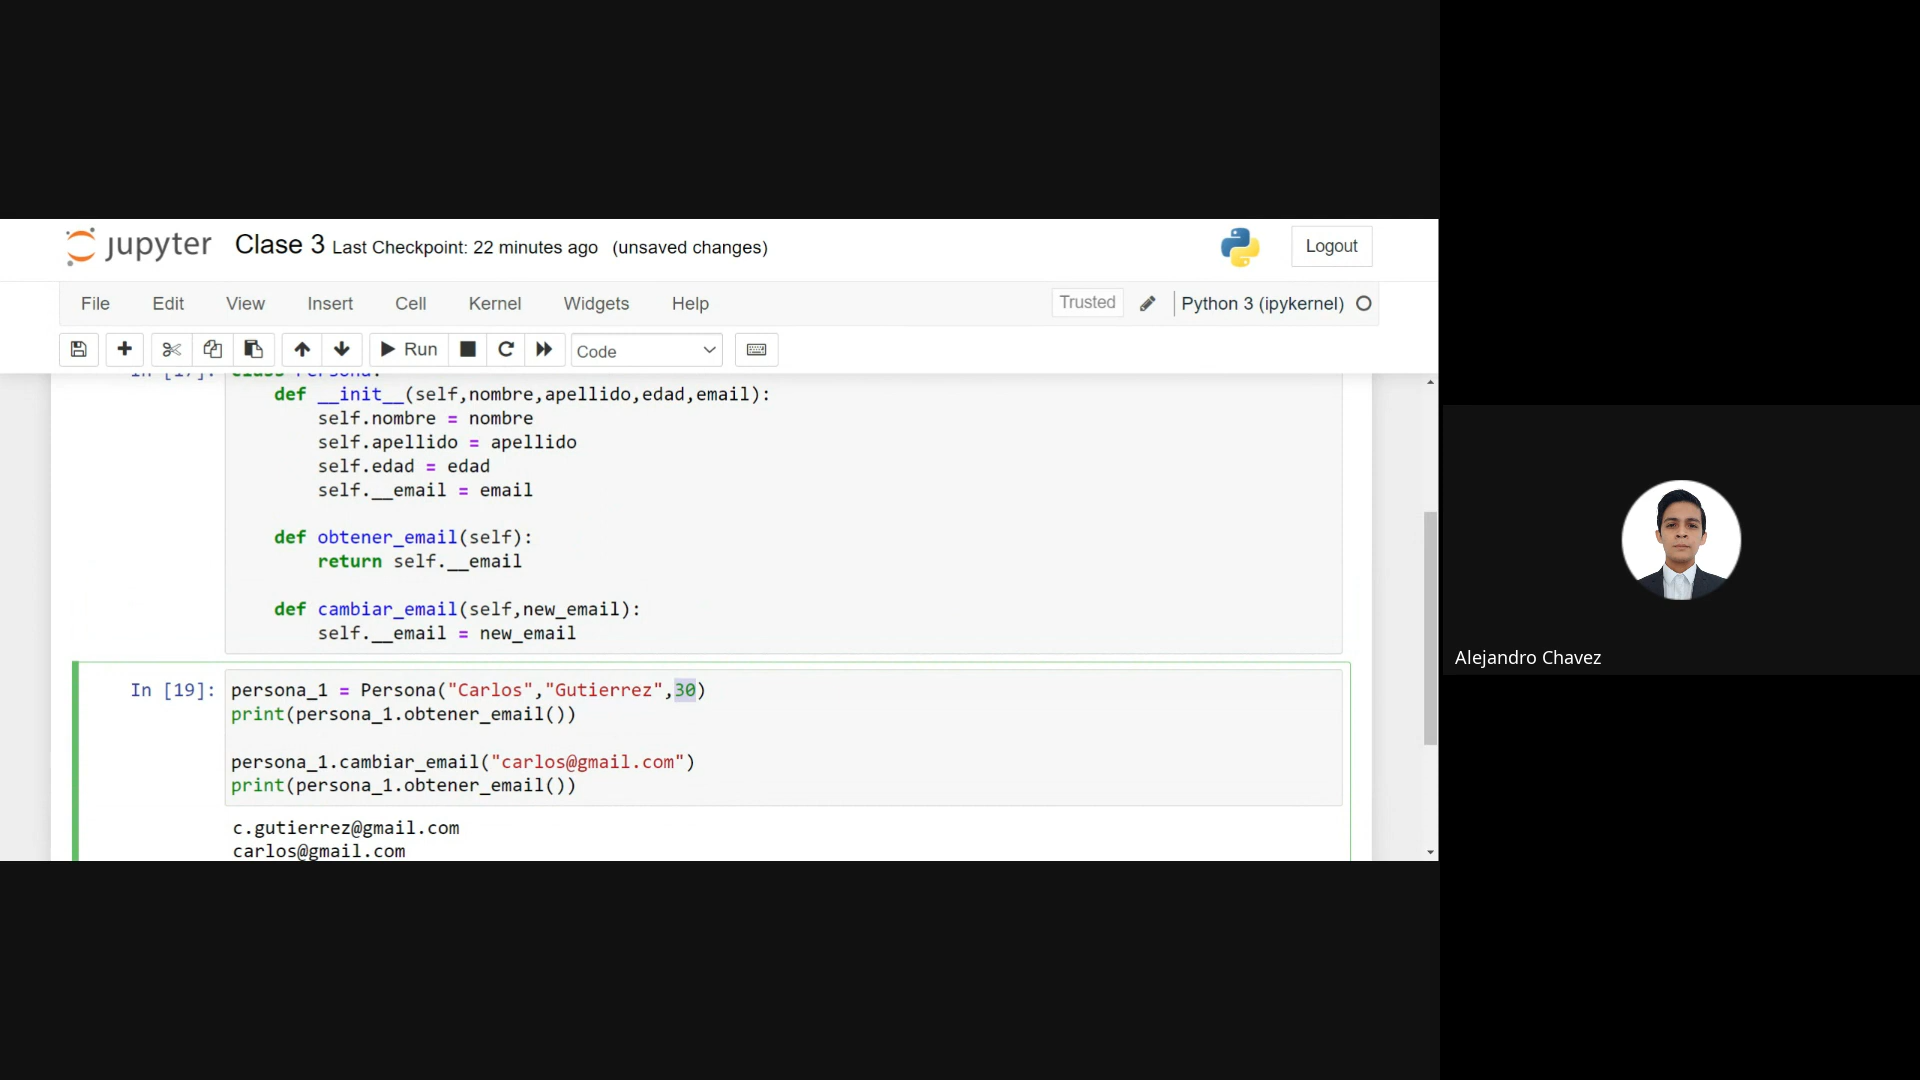 jupyter Clase 3 Last Checkpoint: 22 minutes ago (unsaved changes) Logout
File Edit View Insert Cell Kernel Widgets Help Trusted Python 3 (ipykernel)
Run Code
In [17]: class Persona:
def __init__(self,nombre,apellido,edad,email):
self.nombre = nombre
self.apellido = apellido
self.edad = edad
self.__email = email
def obtener_email(self):
return self.__email
def cambiar_email(self,new_email):
self.__email = new_email
In [19]: persona_1 = Persona("Carlos","Gutierrez",30)
print(persona_1.obtener_email())
persona_1.cambiar_email("carlos@gmail.com")
print(persona_1.obtener_email())
c.gutierrez@gmail.com
carlos@gmail.com
Alejandro Chavez